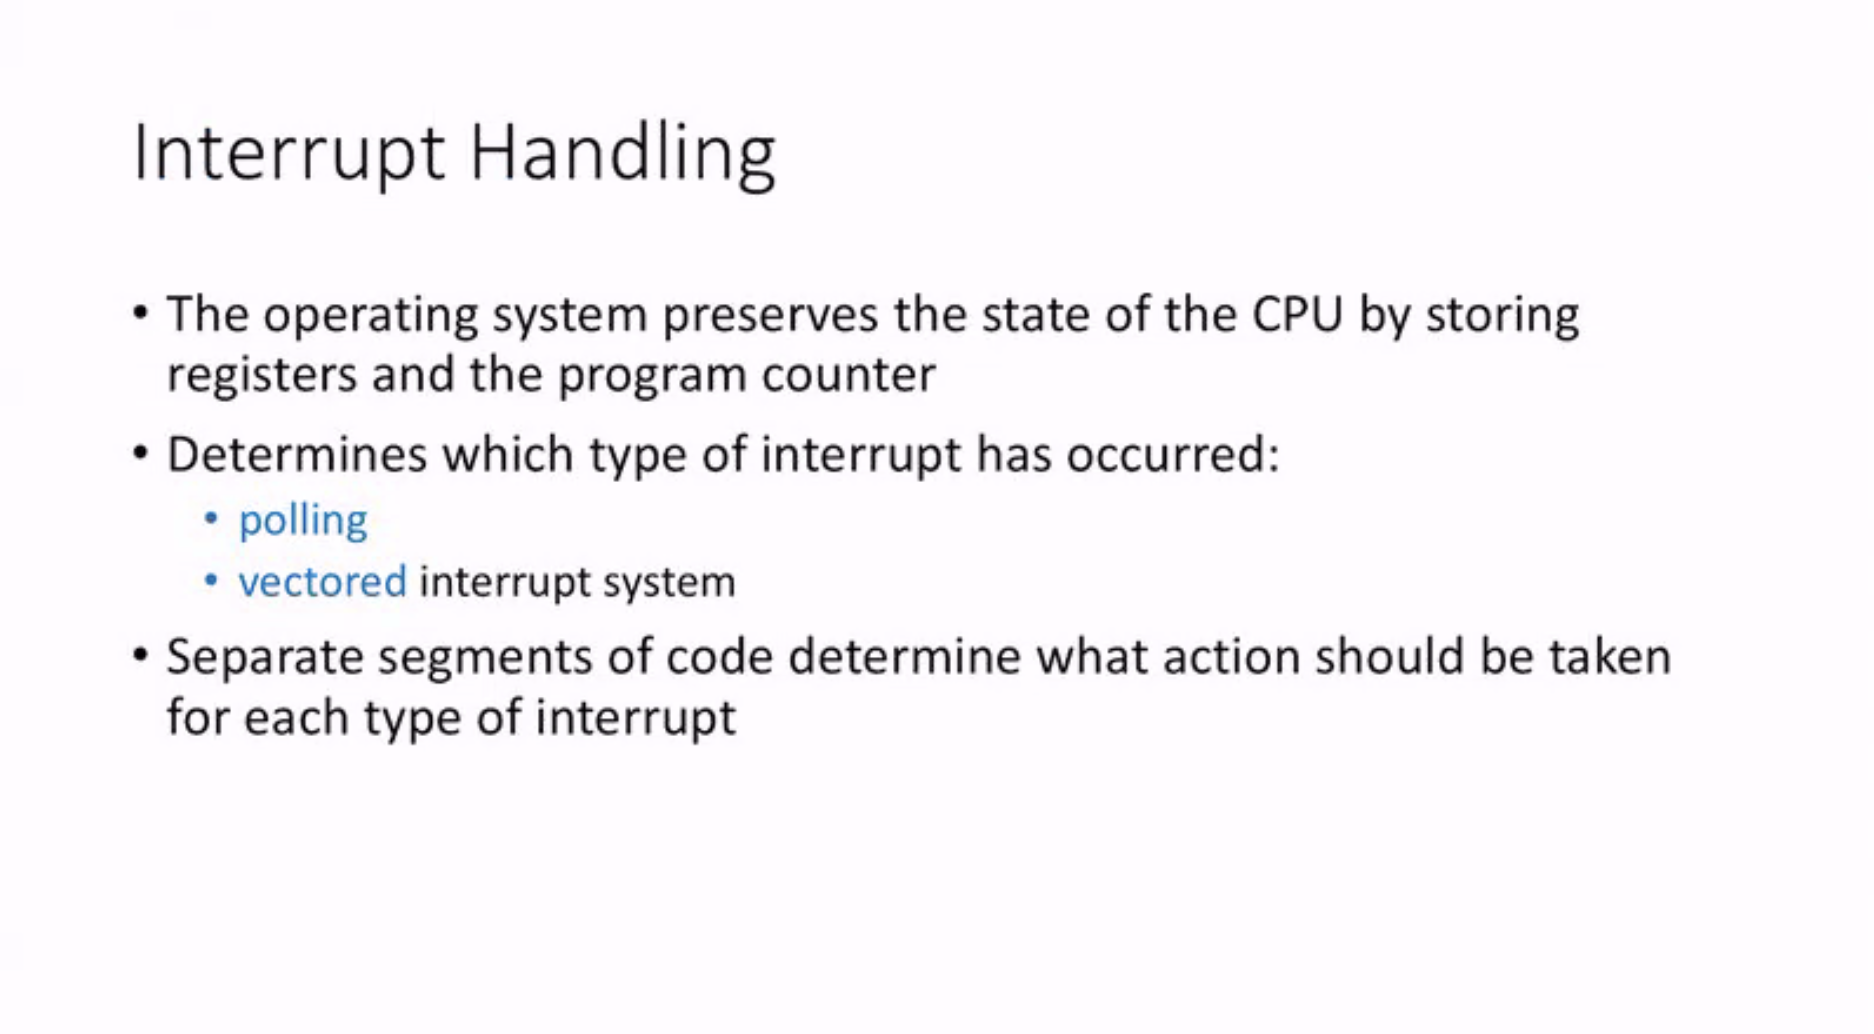 Interrupt Handling
• The operating system preserves the state of the CPU by storing
registers and the program counter
• Determines which type of interrupt has occurred:
• polling
• vectored interrupt system
• Separate segments of code determine what action should be taken
for each type of interrupt